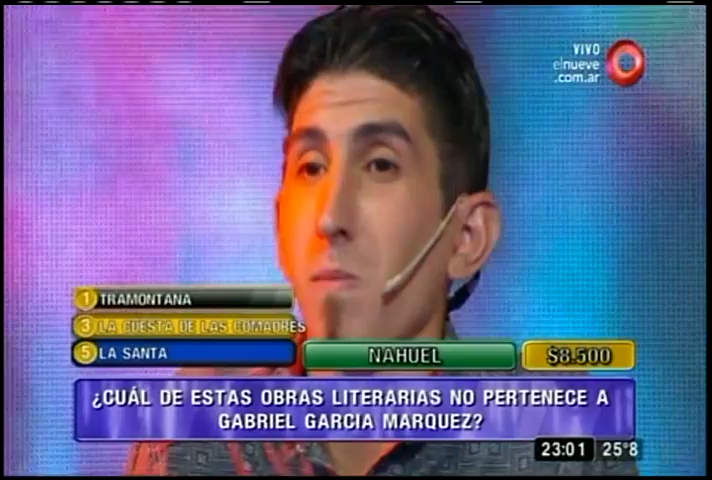 VIVO
elnueve
.com.ar
1 TRAMONTANA
3 LA CUESTA DE LAS COMADRES
5 LA SANTA
NAHUEL
$8.500
¿CUÁL DE ESTAS OBRAS LITERARIAS NO PERTENECE A
GABRIEL GARCIA MARQUEZ?
23:01 25°8